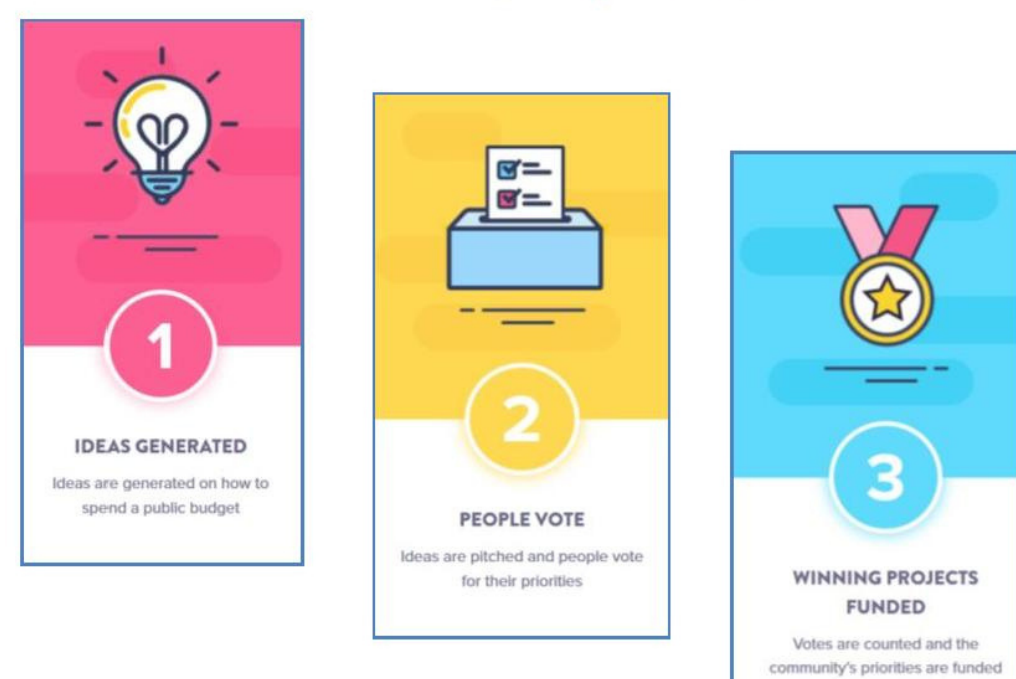 1
IDEAS GENERATED
Ideas are generated on how to
spend a public budget
2
PEOPLE VOTE
Ideas are pitched and people vote
for their priorities
3
WINNING PROJECTS
FUNDED
Votes are counted and the
community's priorities are funded